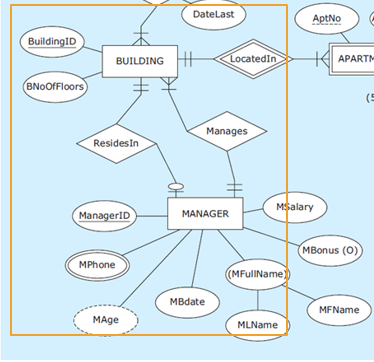 DateLast
AptNo
BuildingID
BUILDING
LocatedIn
APARTM
BNoOfFloors
(5
ResidesIn
Manages
ManagerID
MANAGER
MSalary
MPhone
(MFullName)
MBonus (O)
MAge
MBdate
MFName
MLName